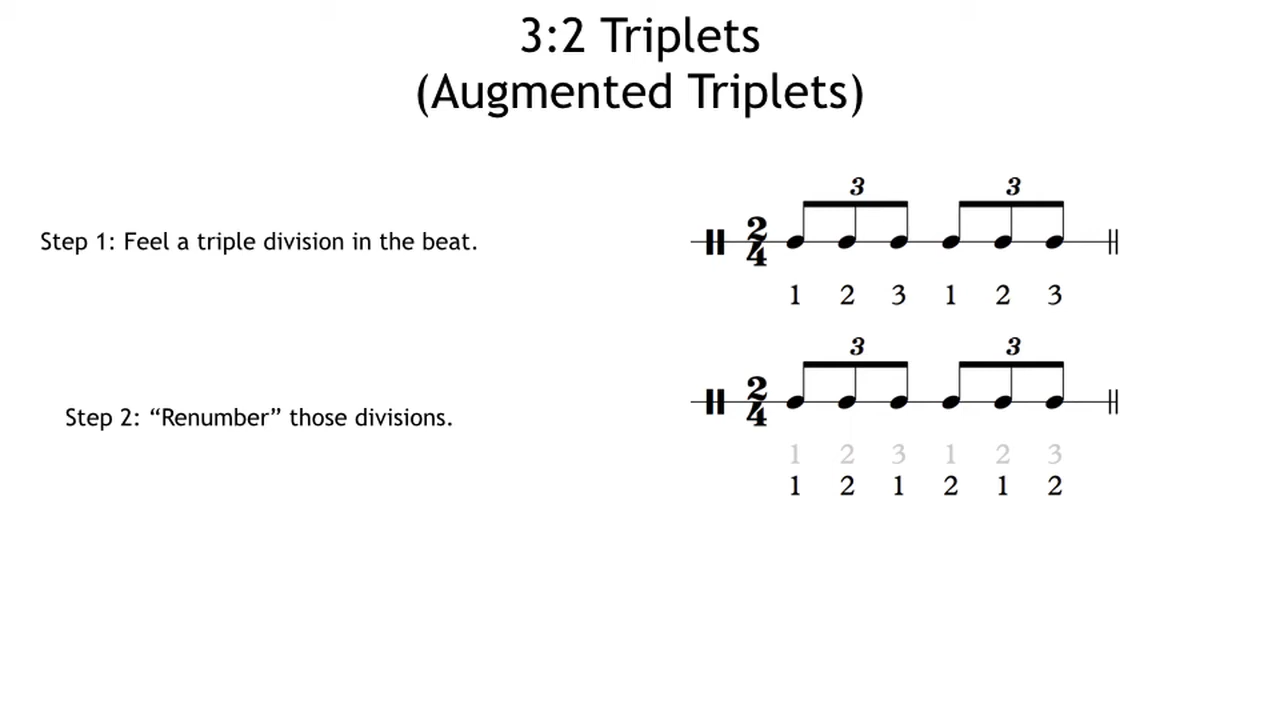 3:2 Triplets
(Augmented Triplets)
Step 1: Feel a triple division in the beat.
3 3
2
4
1 2 3 1 2 3
Step 2: “Renumber” those divisions.
3 3
2
4
1 2 3 1 2 3
1 2 1 2 1 2